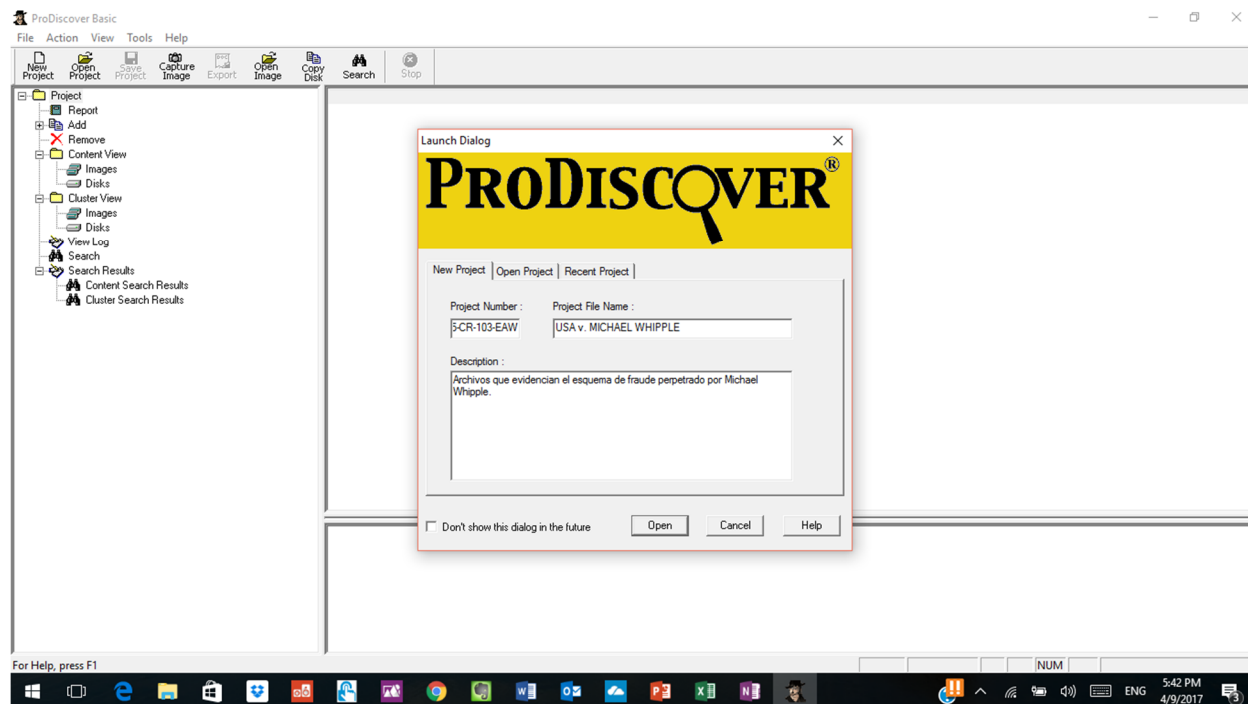 ProDiscover Basic
File Action View Tools Help
New Project
Open Project
Save Project
Capture Image
Export
Open Image
Copy Disk
Search
Stop
Project
Report
Add
Remove
Content View
Images
Disks
Cluster View
Images
Disks
View Log
Search
Search Results
Content Search Results
Cluster Search Results
Launch Dialog
PRODISCOVER®
New Project Open Project Recent Project
Project Number : Project File Name :
5-CR-103-EAW USA v. MICHAEL WHIPPLE
Description :
Archivos que evidencian el esquema de fraude perpetrado por Michael
Whipple.
Don't show this dialog in the future Open Cancel Help
For Help, press F1 NUM
ENG
5:42 PM
4/9/2017
3